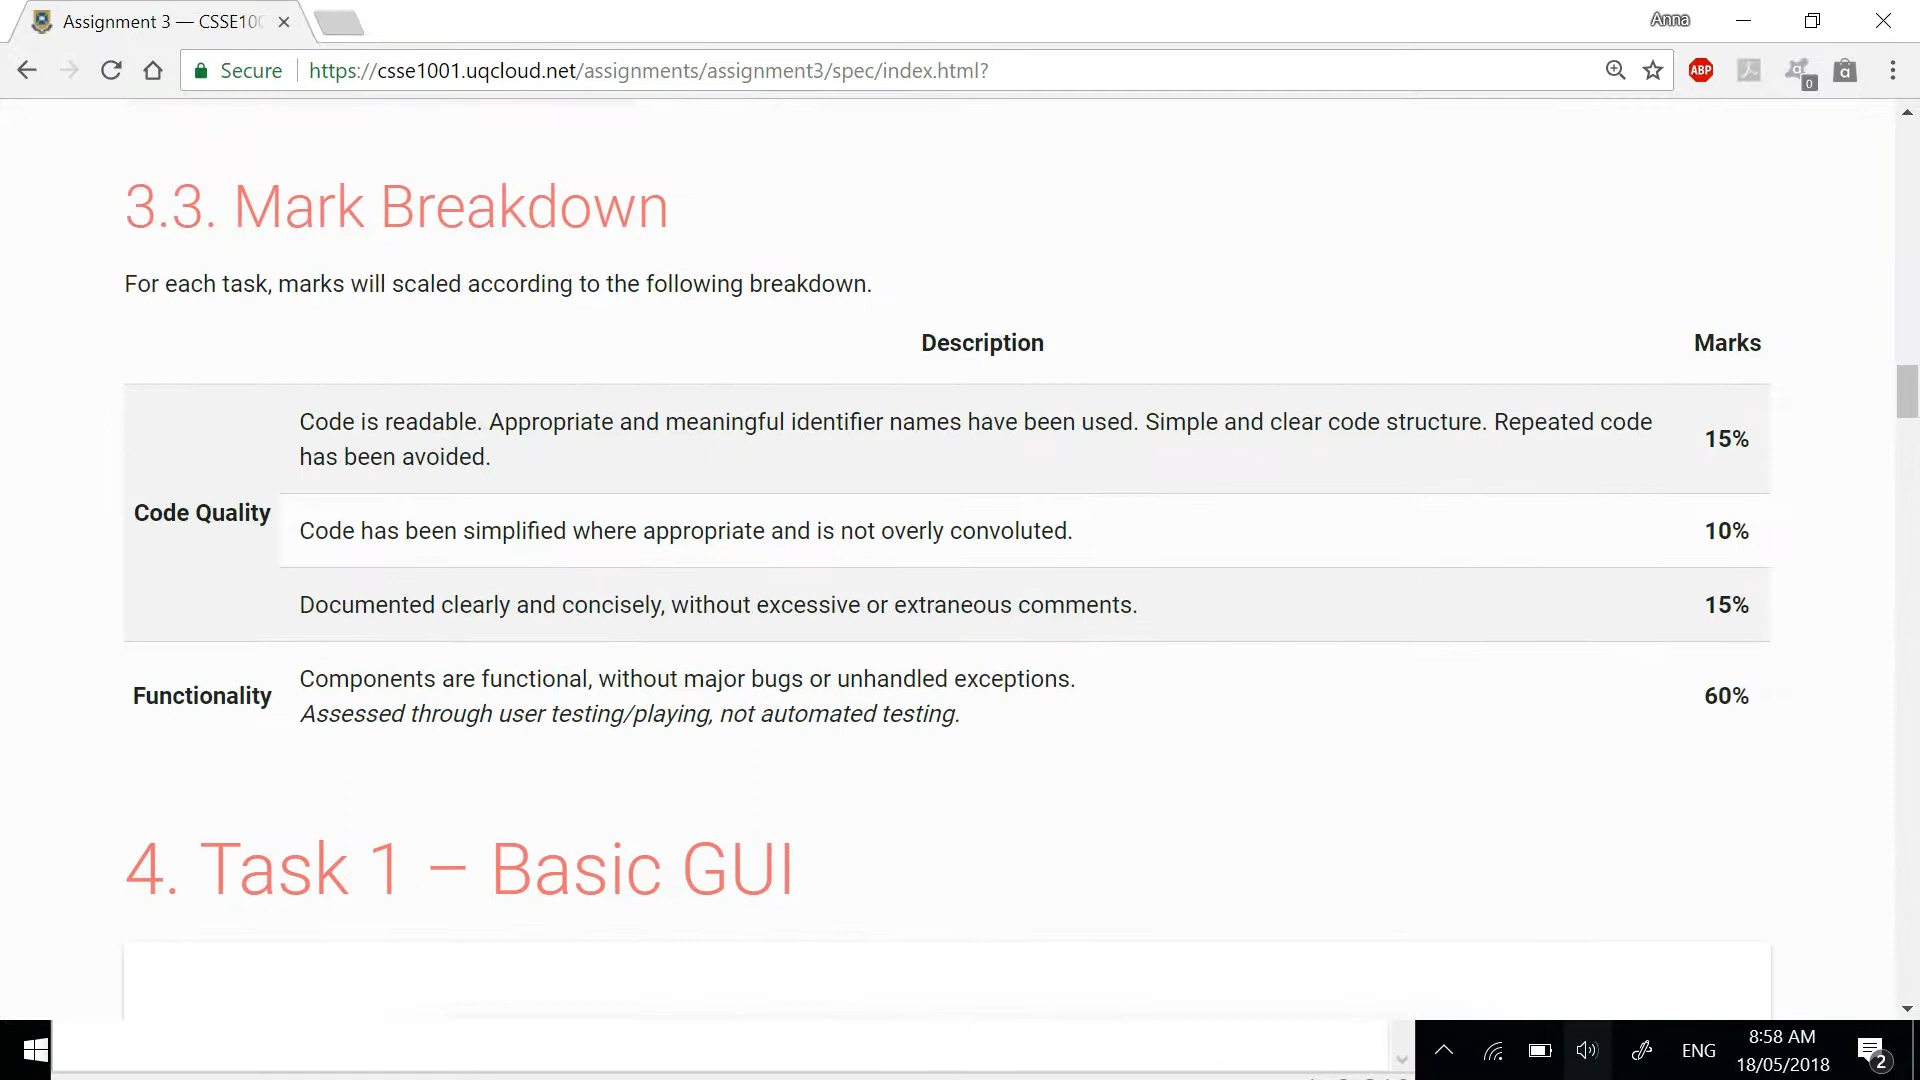 Assignment 3 — CSSE100
Anna
Secure
https://csse1001.uqcloud.net/assignments/assignment3/spec/index.html?
ABP
0
a
3.3. Mark Breakdown
For each task, marks will scaled according to the following breakdown.
Description
Marks
Code Quality
Code is readable. Appropriate and meaningful identifier names have been used. Simple and clear code structure. Repeated code
has been avoided.
15%
Code has been simplified where appropriate and is not overly convoluted.
10%
Documented clearly and concisely, without excessive or extraneous comments.
15%
Functionality
Components are functional, without major bugs or unhandled exceptions.
Assessed through user testing/playing, not automated testing.
60%
4. Task 1 – Basic GUI
ENG
8:58 AM
18/05/2018
2